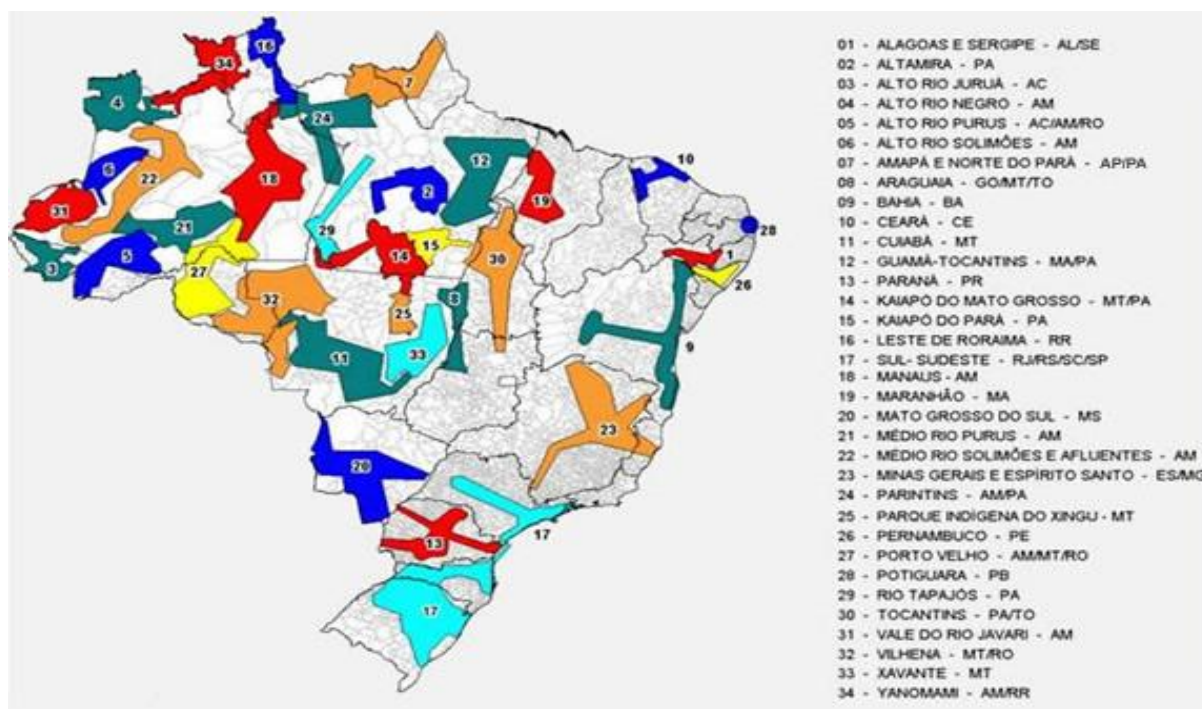 01 - ALAGOAS E SERGIPE - AL/SE
02 - ALTAMIRA - PA
03 - ALTO RIO JURUÁ - AC
04 - ALTO RIO NEGRO - AM
05 - ALTO RIO PURUS - AC/AM/RO
06 - ALTO RIO SOLIMÕES - AM
07 - AMAPÁ E NORTE DO PARÁ - AP/PA
08 - ARAGUAIA - GO/MT/TO
09 - BAHIA - BA
10 - CEARÁ - CE
11 - CUIABÁ - MT
12 - GUAMÁ-TOCANTINS - MA/PA
13 - PARANÁ - PR
14 - KAIAPÓ DO MATO GROSSO - MT/PA
15 - KAIAPÓ DO PARÁ - PA
16 - LESTE DE RORAIMA - RR
17 - SUL- SUDESTE - RJ/RS/SC/SP
18 - MANAUS - AM
19 - MARANHÃO - MA
20 - MATO GROSSO DO SUL - MS
21 - MÉDIO RIO PURUS - AM
22 - MÉDIO RIO SOLIMÕES E AFLUENTES - AM
23 - MINAS GERAIS E ESPÍRITO SANTO - ES/MG
24 - PARINTINS - AM/PA
25 - PARQUE INDÍGENA DO XINGU - MT
26 - PERNAMBUCO - PE
27 - PORTO VELHO - AM/MT/RO
28 - POTIGUARA - PB
29 - RIO TAPAJÓS - PA
30 - TOCANTINS - PA/TO
31 - VALE DO RIO JAVARI - AM
32 - VILHENA - MT/RO
33 - XAVANTE - MT
34 - YANOMAMI - AM/RR
16
34
7
4
24
12
10
6
22
18
2
19
31
28
29
21
14
15
1
3
5
27
30
26
32
8
25
11
33
9
23
20
17
13
17